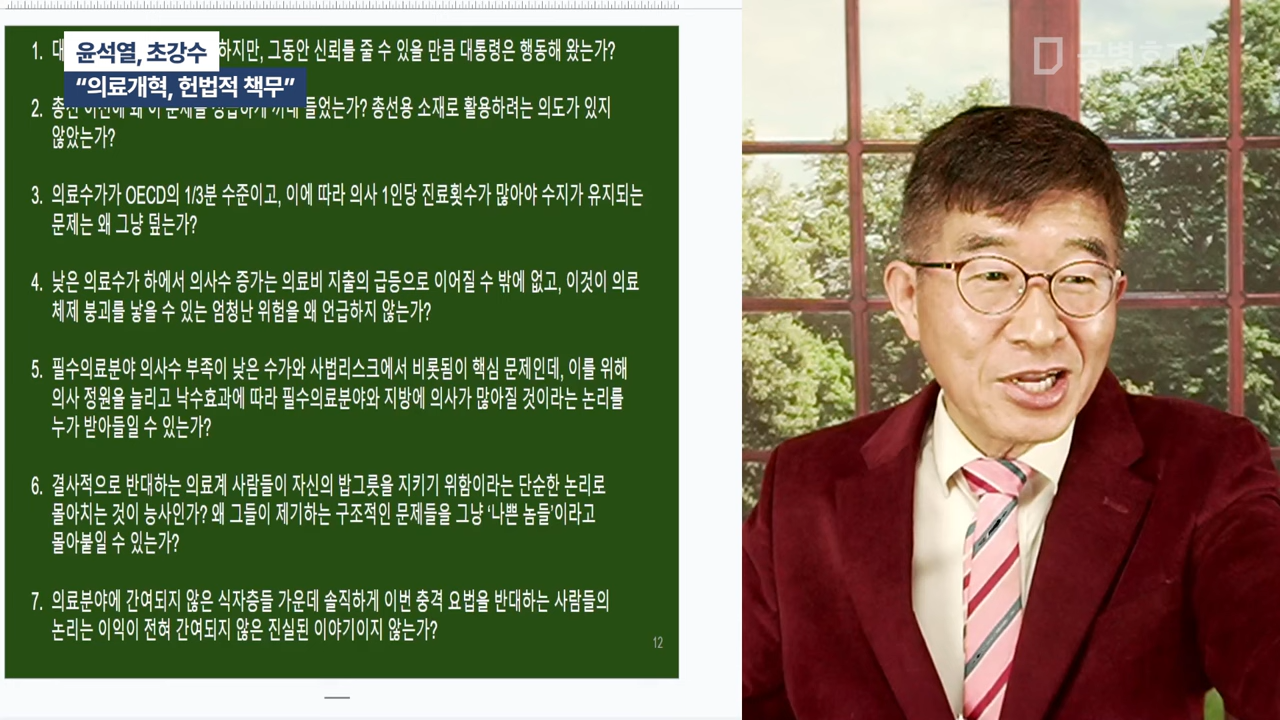 윤석열, 초강수
“의료개혁, 헌법적 책무”
공병호TV
1. 대 하지만, 그동안 신뢰를 줄 수 있을 만큼 대통령은 행동해 왔는가?
2. 총선 이전에 왜 이 문제를 성급하게 꺼내 들었는가? 총선용 소재로 활용하려는 의도가 있지
않았는가?
3. 의료수가가 OECD의 1/3분 수준이고, 이에 따라 의사 1인당 진료횟수가 많아야 수지가 유지되는
문제는 왜 그냥 덮는가?
4. 낮은 의료수가 하에서 의사수 증가는 의료비 지출의 급등으로 이어질 수 밖에 없고, 이것이 의료
체제 붕괴를 낳을 수 있는 엄청난 위험을 왜 언급하지 않는가?
5. 필수의료분야 의사수 부족이 낮은 수가와 사법리스크에서 비롯됨이 핵심 문제인데, 이를 위해
의사 정원을 늘리고 낙수효과에 따라 필수의료분야와 지방에 의사가 많아질 것이라는 논리를
누가 받아들일 수 있는가?
6. 결사적으로 반대하는 의료계 사람들이 자신의 밥그릇을 지키기 위함이라는 단순한 논리로
몰아치는 것이 능사인가? 왜 그들이 제기하는 구조적인 문제들을 그냥 ‘나쁜 놈들’이라고
몰아붙일 수 있는가?
7. 의료분야에 간여되지 않은 식자층들 가운데 솔직하게 이번 충격 요법을 반대하는 사람들의
논리는 이익이 전혀 간여되지 않은 진실된 이야기이지 않는가?
12